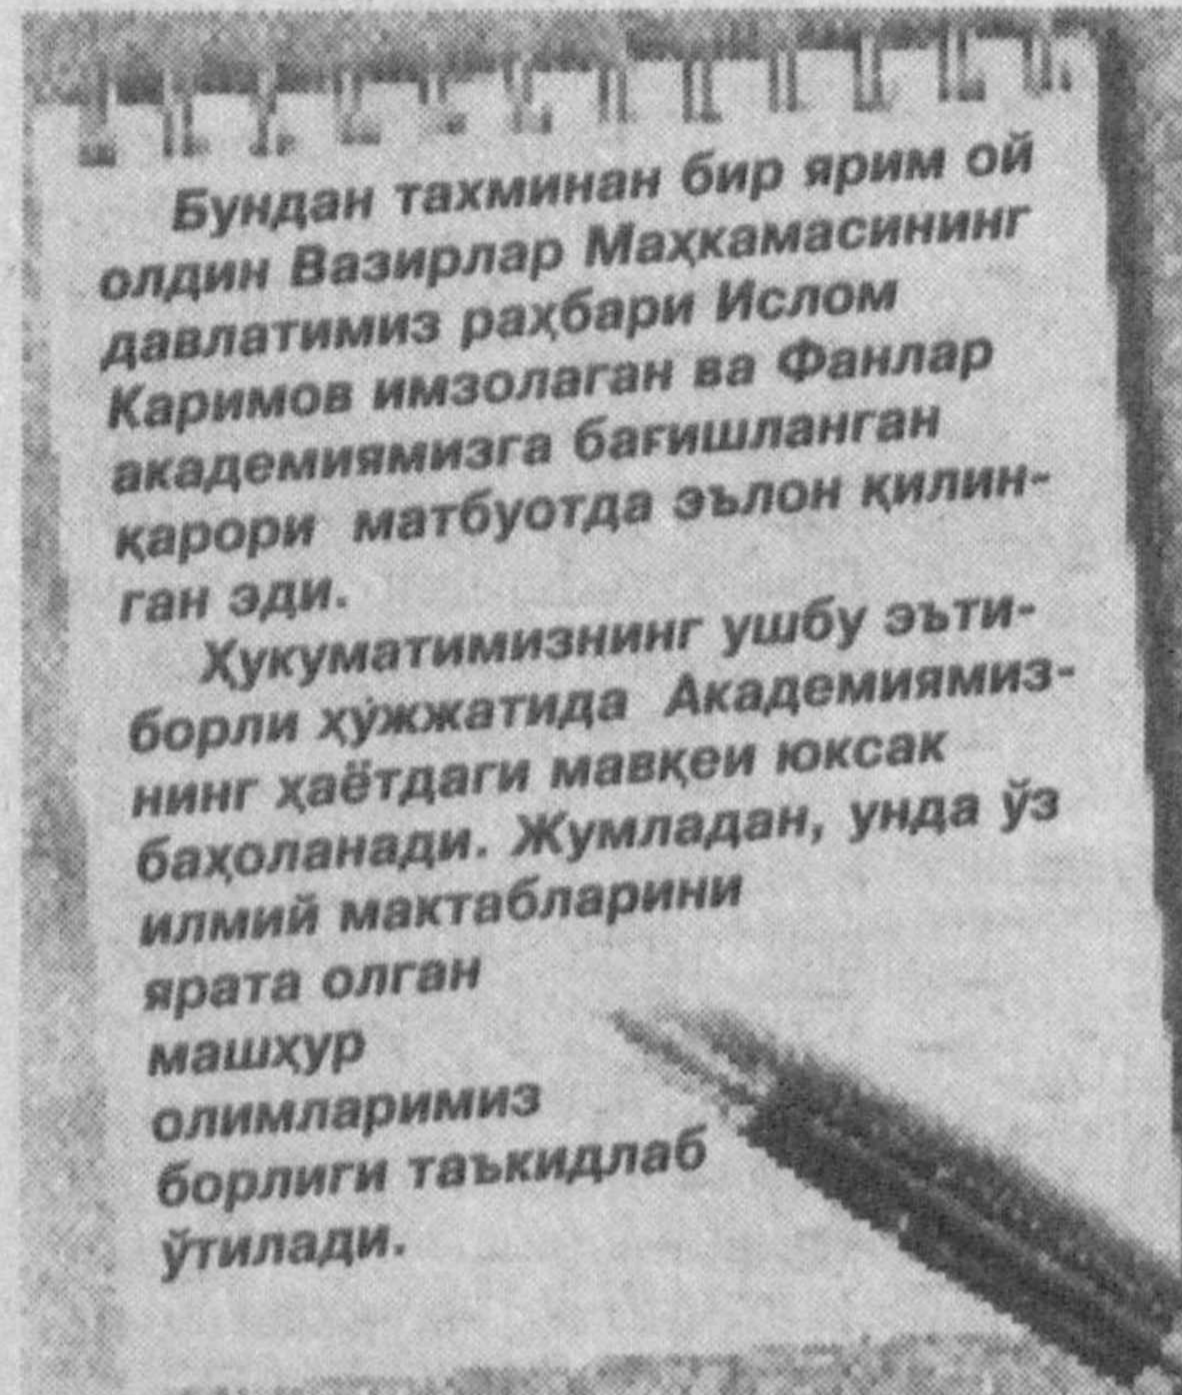 Бундан тахминан бир ярим ой
олдин Вазирлар Маҳкамасининг
давлатимиз раҳбари Ислом
Каримов имзолаган ва Фанлар
академиямизга бағишланган
қарори матбуотда эълон қилин-
ган эди.
Ҳукуматимизнинг ушбу эъти-
борли ҳужжатида Академиямиз-
нинг ҳаётдаги мавқеи юксак
баҳоланади. Жумладан, унда ўз
илмий мактабларини
ярата олган
машҳур
олимларимиз
борлиги таъкидлаб
ўтилади.